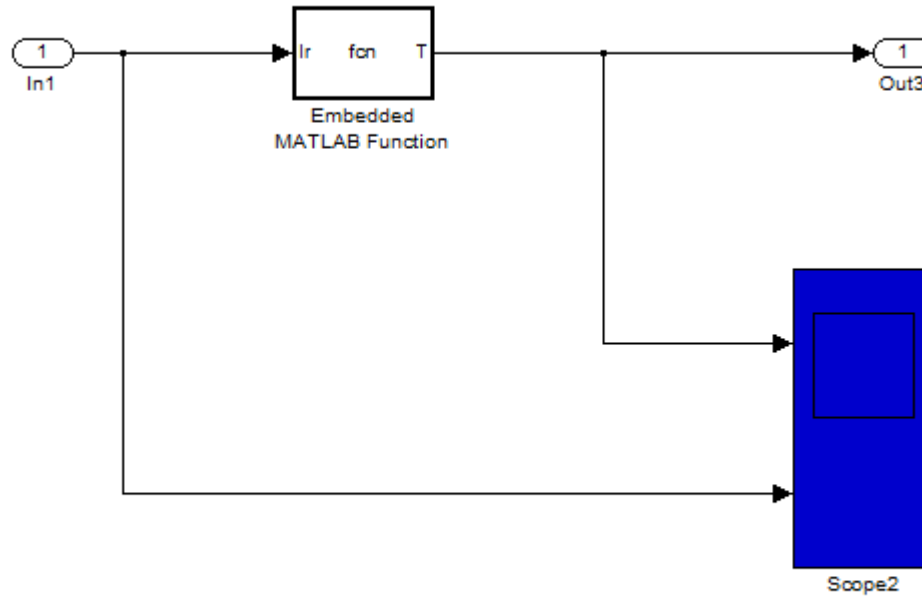 1
In1
Ir fcn T
Embedded
MATLAB Function
1
Out3
Scope2